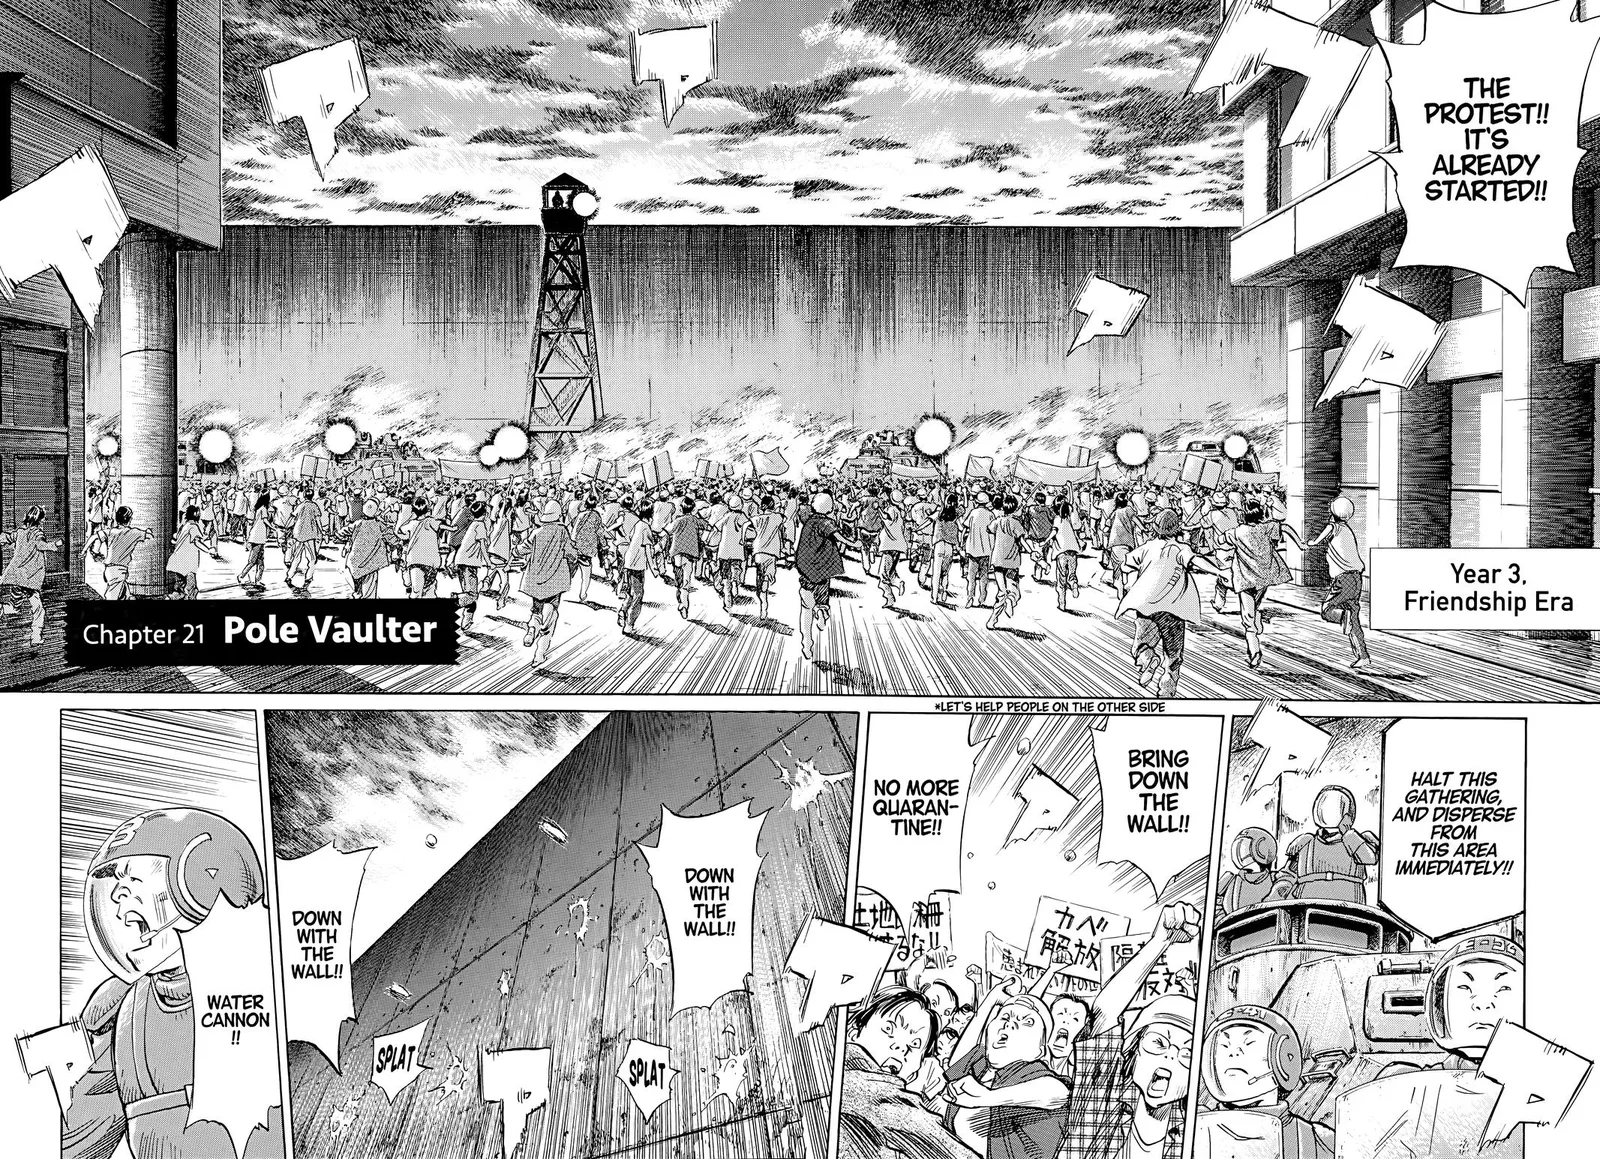 THE
PROTEST!!
IT'S
ALREADY
STARTED!!
Year 3,
Friendship Era
Chapter 21 Pole Vaulter
*LET'S HELP PEOPLE ON THE OTHER SIDE
HALT THIS
GATHERING,
AND DISPERSE
FROM
THIS AREA
IMMEDIATELY!!
BRING
DOWN
THE
WALL!!
NO MORE
QUARAN-
TINE!!
カベ
解放
DOWN
WITH
THE
WALL!!
SPLAT
SPLAT
DOWN
WITH
THE
WALL!!
WATER
CANNON
!!